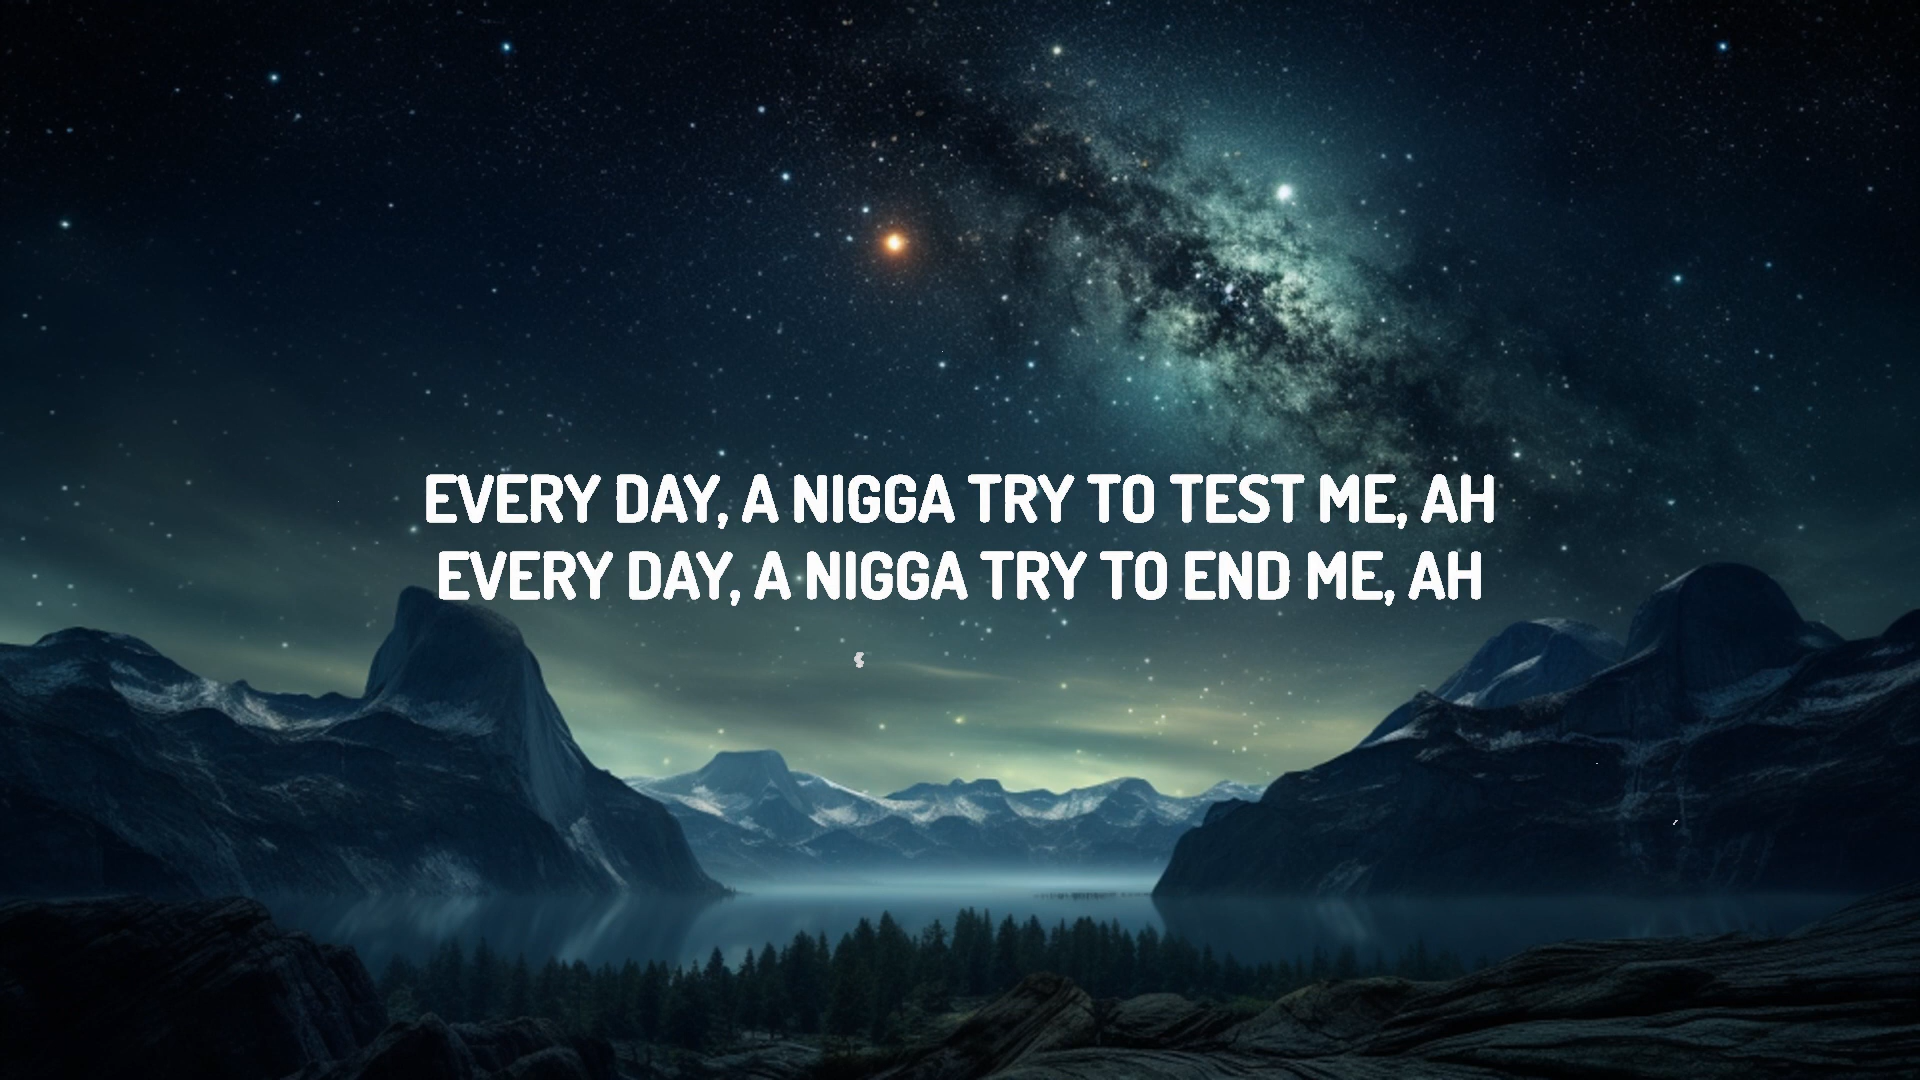 EVERY DAY, A NIGGA TRY TO TEST ME, AH
EVERY DAY, A NIGGA TRY TO END ME, AH